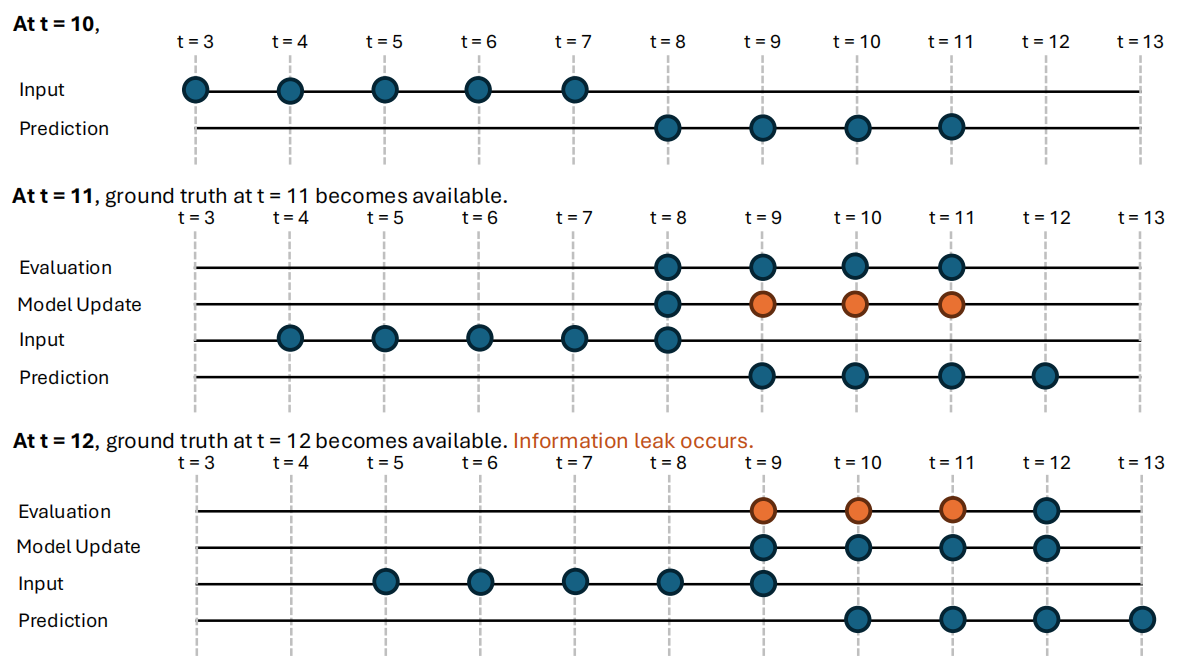 At t = 10,
t = 3 t = 4 t = 5 t = 6 t = 7 t = 8 t = 9 t = 10 t = 11 t = 12 t = 13
Input
Prediction
At t = 11, ground truth at t = 11 becomes available.
t = 3 t = 4 t = 5 t = 6 t = 7 t = 8 t = 9 t = 10 t = 11 t = 12 t = 13
Evaluation
Model Update
Input
Prediction
At t = 12, ground truth at t = 12 becomes available. Information leak occurs.
t = 3 t = 4 t = 5 t = 6 t = 7 t = 8 t = 9 t = 10 t = 11 t = 12 t = 13
Evaluation
Model Update
Input
Prediction